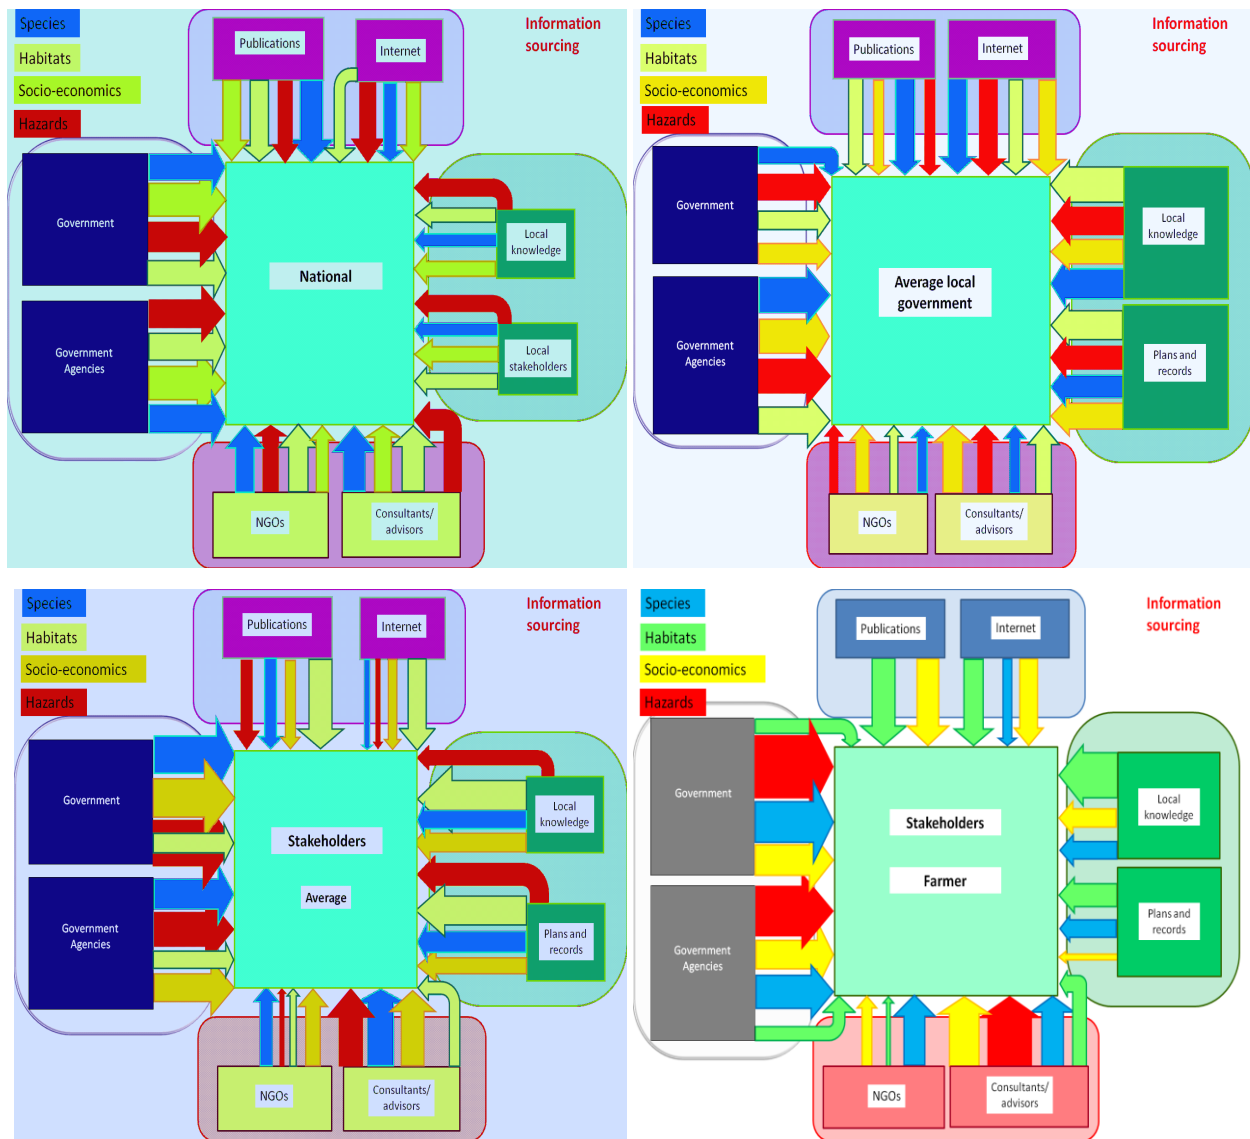 Species
Habitats
Socio-economics
Hazards
Publications
Internet
Information
sourcing
Government
Government
Agencies
National
Local
knowledge
Local
stakeholders
NGOs
Consultants/
advisors
Species
Habitats
Socio-economics
Hazards
Publications
Internet
Information
sourcing
Government
Government
Agencies
Average local
government
Local
knowledge
Plans and
records
NGOs
Consultants/
advisors
Species
Habitats
Socio-economics
Hazards
Publications
Internet
Information
sourcing
Government
Government
Agencies
Stakeholders
Average
Local
knowledge
Plans and
records
NGOs
Consultants/
advisors
Species
Habitats
Socio-economics
Hazards
Publications
Internet
Information
sourcing
Government
Government
Agencies
Stakeholders
Farmer
Local
knowledge
Plans and
records
NGOs
Consultants/
advisors